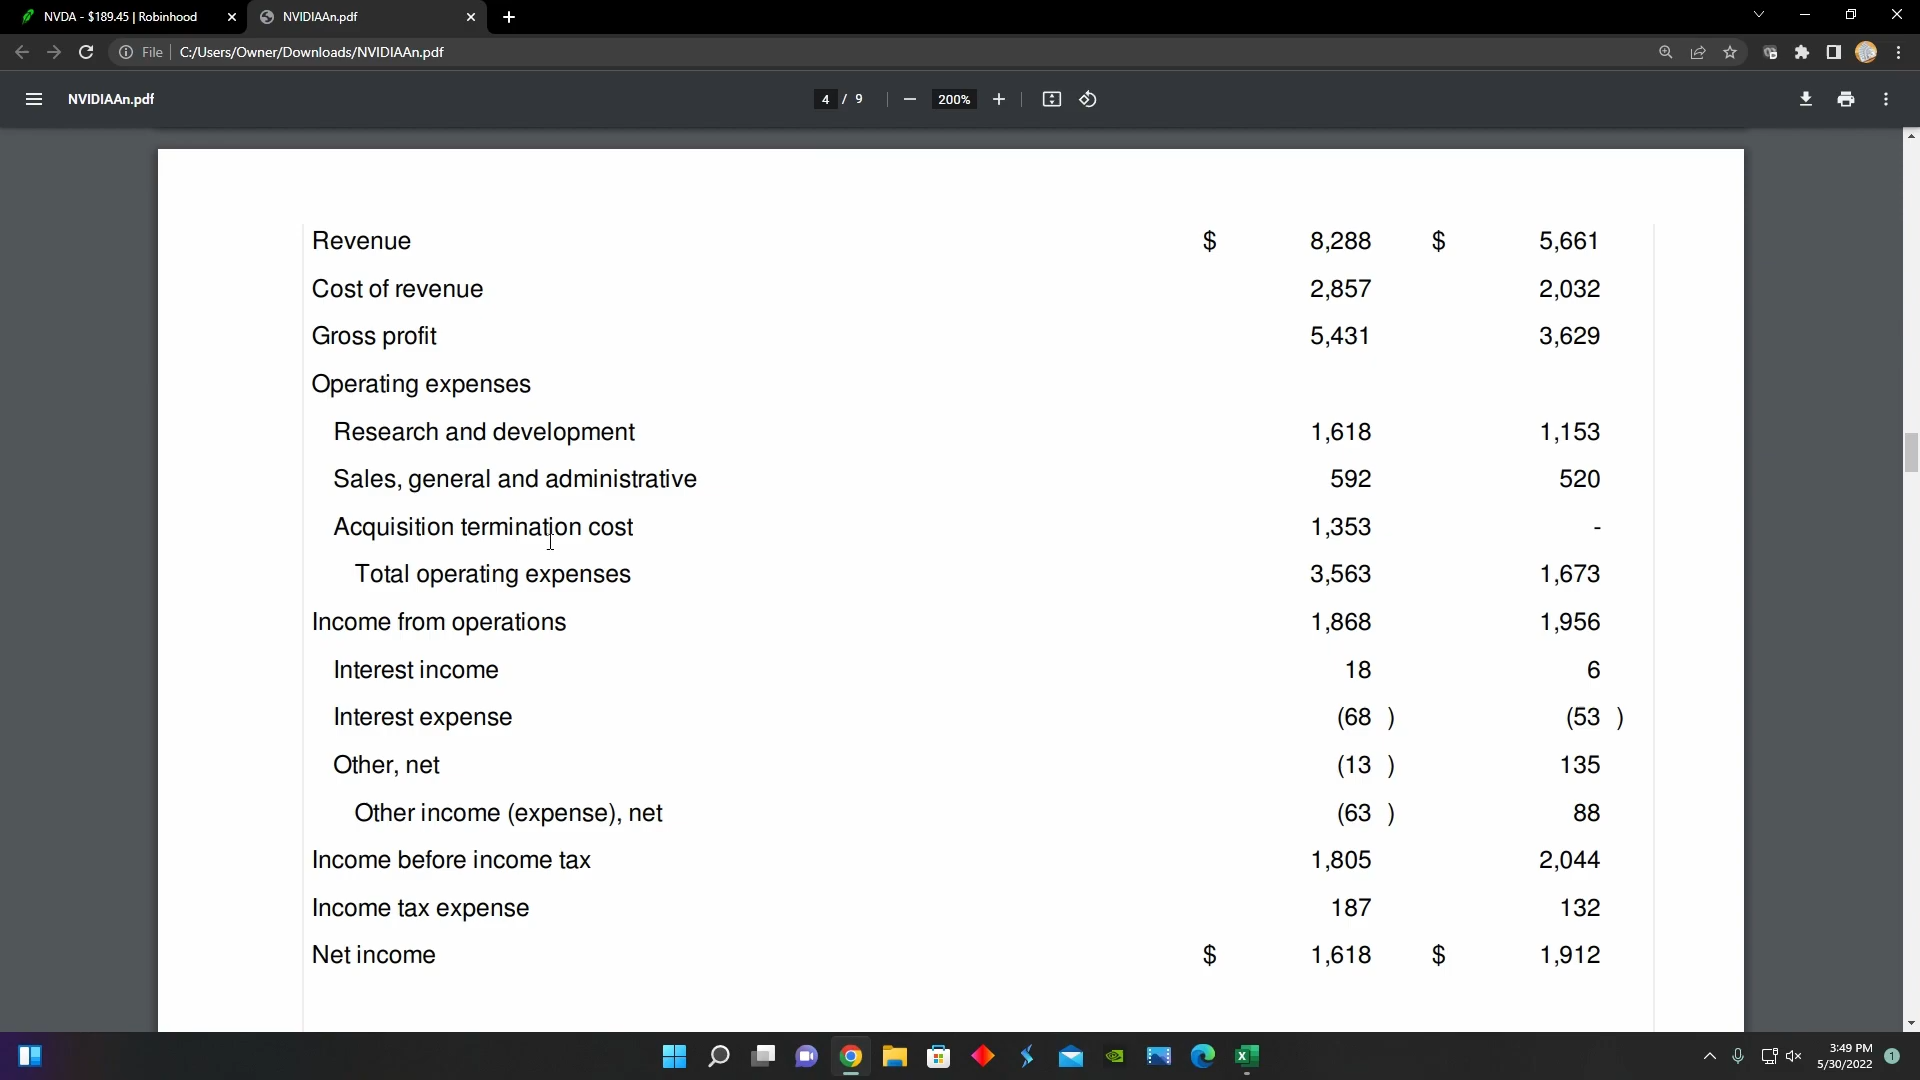 NVDA - $189.45 | Robinhood
NVIDIAAn.pdf
File
C:/Users/Owner/Downloads/NVIDIAAn.pdf
NVIDIAAn.pdf
4 / 9
200%
Revenue $ 8,288 $ 5,661
Cost of revenue 2,857 2,032
Gross profit 5,431 3,629
Operating expenses
Research and development 1,618 1,153
Sales, general and administrative 592 520
Acquisition termination cost 1,353 -
Total operating expenses 3,563 1,673
Income from operations 1,868 1,956
Interest income 18 6
Interest expense (68 ) (53 )
Other, net (13 ) 135
Other income (expense), net (63 ) 88
Income before income tax 1,805 2,044
Income tax expense 187 132
Net income $ 1,618 $ 1,912
3:49 PM
5/30/2022
1